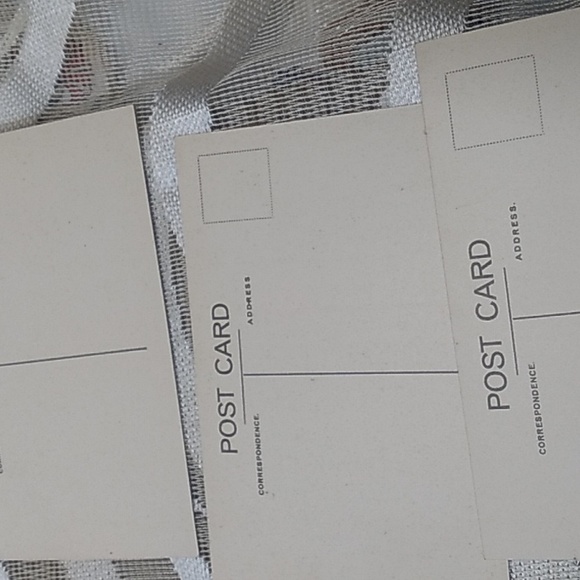 POST CARD
CORRESPONDENCE.
ADDRESS
POST CARD
CORRESPONDENCE.
ADDRESS.